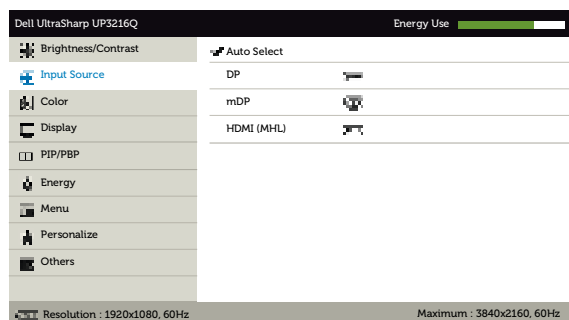 Dell UltraSharp UP3216Q
Energy Use
Brightness/Contrast
Auto Select
Input Source
DP
Color
mDP
Display
HDMI (MHL)
PIP/PBP
Energy
Menu
Personalize
Others
Resolution : 1920x1080, 60Hz
Maximum : 3840x2160, 60Hz